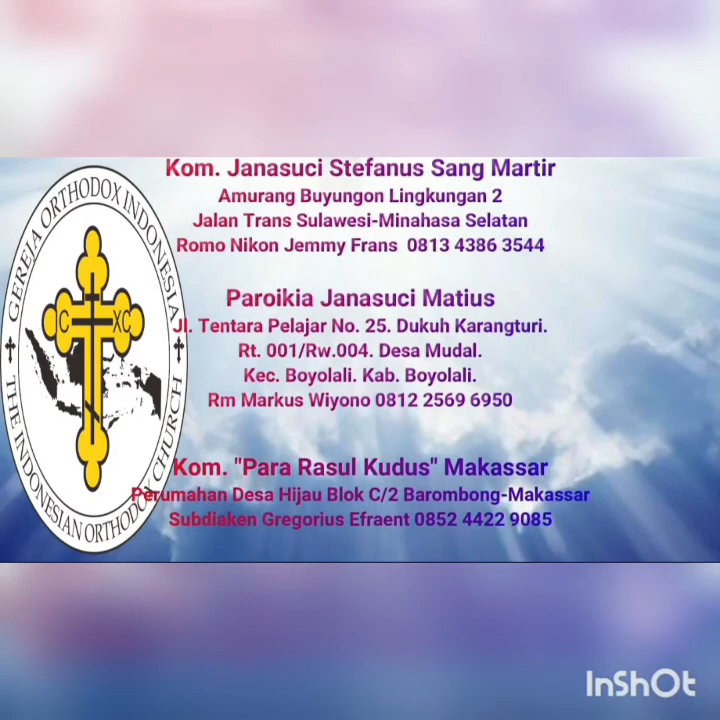 GEREJA ORTHODOX INDONESIA
THE INDONESIAN ORTHODOX CHURCH
C XC
Kom. Janasuci Stefanus Sang Martir
Amurang Buyungon Lingkungan 2
Jalan Trans Sulawesi-Minahasa Selatan
Romo Nikon Jemmy Frans 0813 4386 3544
Paroikia Janasuci Matius
Jl. Tentara Pelajar No. 25. Dukuh Karangturi.
Rt. 001/Rw.004. Desa Mudal.
Kec. Boyolali. Kab. Boyolali.
Rm Markus Wiyono 0812 2569 6950
Kom. "Para Rasul Kudus" Makassar
Perumahan Desa Hijau Blok C/2 Barombong-Makassar
Subdiaken Gregorius Efraent 0852 4422 9085
InShOt